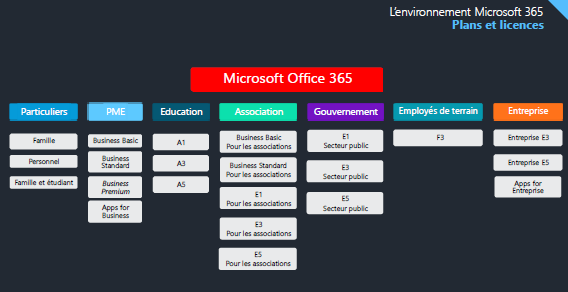 L'environnement Microsoft 365
Plans et licences
Microsoft Office 365
Particuliers
Famille
Personnel
Famille et étudiant
PME
Business Basic
Business
Standard
Business
Premium
Apps for
Business
Education
A1
A3
A5
Association
Business Basic
Pour les associations
Business Standard
Pour les associations
E1
Pour les associations
E3
Pour les associations
E5
Pour les associations
Gouvernement
E1
Secteur public
E3
Secteur public
E5
Secteur public
Employés de terrain
F3
Entreprise
Entreprise E3
Entreprise E5
Apps for
Entreprise